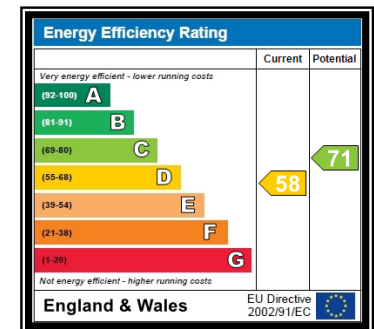 Energy Efficiency Rating
Current Potential
Very energy efficient - lower running costs
(92-100) A
(81-91) B
(69-80) C
71
(55-68) D
58
(39-54) E
(21-38) F
(1-20) G
Not energy efficient - higher running costs
England & Wales
EU Directive
2002/91/EC